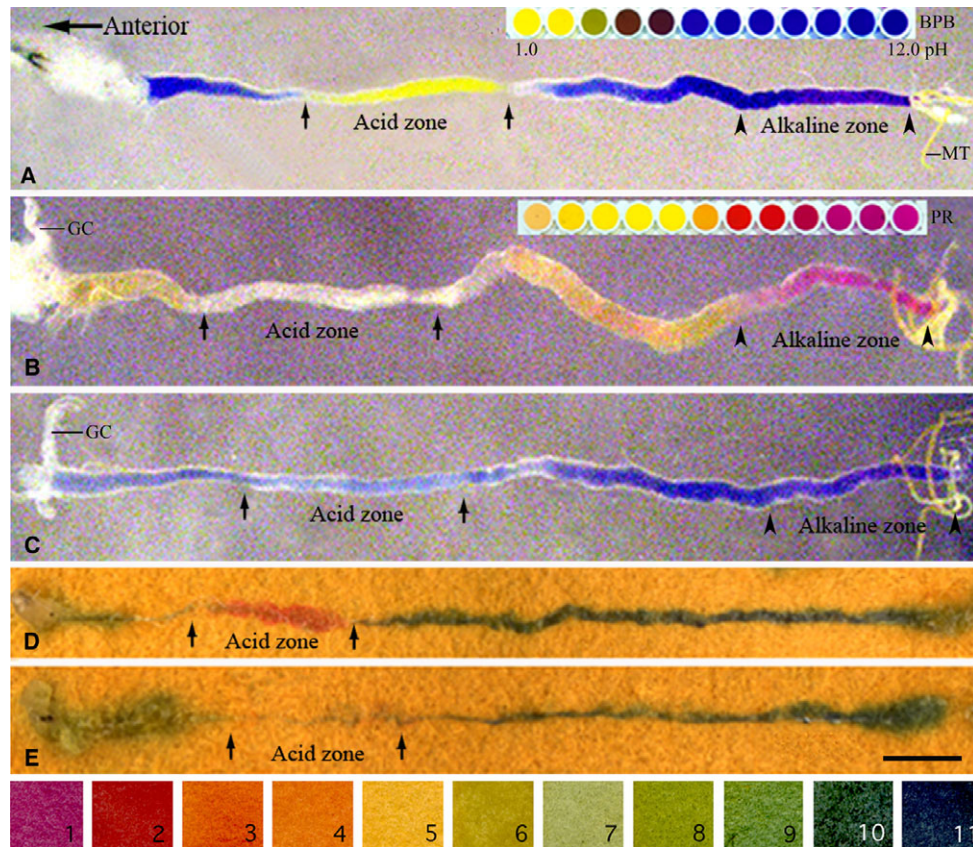 Anterior
BPB
1.0
12.0 pH
Acid zone
Alkaline zone
MT
A
GC
PR
Acid zone
Alkaline zone
B
GC
Acid zone
Alkaline zone
C
D
Acid zone
E
Acid zone
1 2 3 4 5 6 7 8 9 10 11